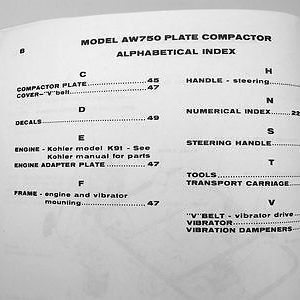 8
MODEL AW750 PLATE COMPACTOR
ALPHABETICAL INDEX
C
COMPACTOR PLATE..................45
COVER-"V"belt..................47
D
DECALS..................49
E
ENGINE - Kohler model K91 - See
Kohler manual for parts
ENGINE ADAPTER PLATE..................47
F
FRAME - engine and vibrator
mounting..................47
H
HANDLE - steering
N
NUMERICAL INDEX..................22
S
STEERING HANDLE
T
TOOLS
TRANSPORT CARRIAGE
V
"V"BELT - vibrator drive
VIBRATOR
VIBRATION DAMPENERS